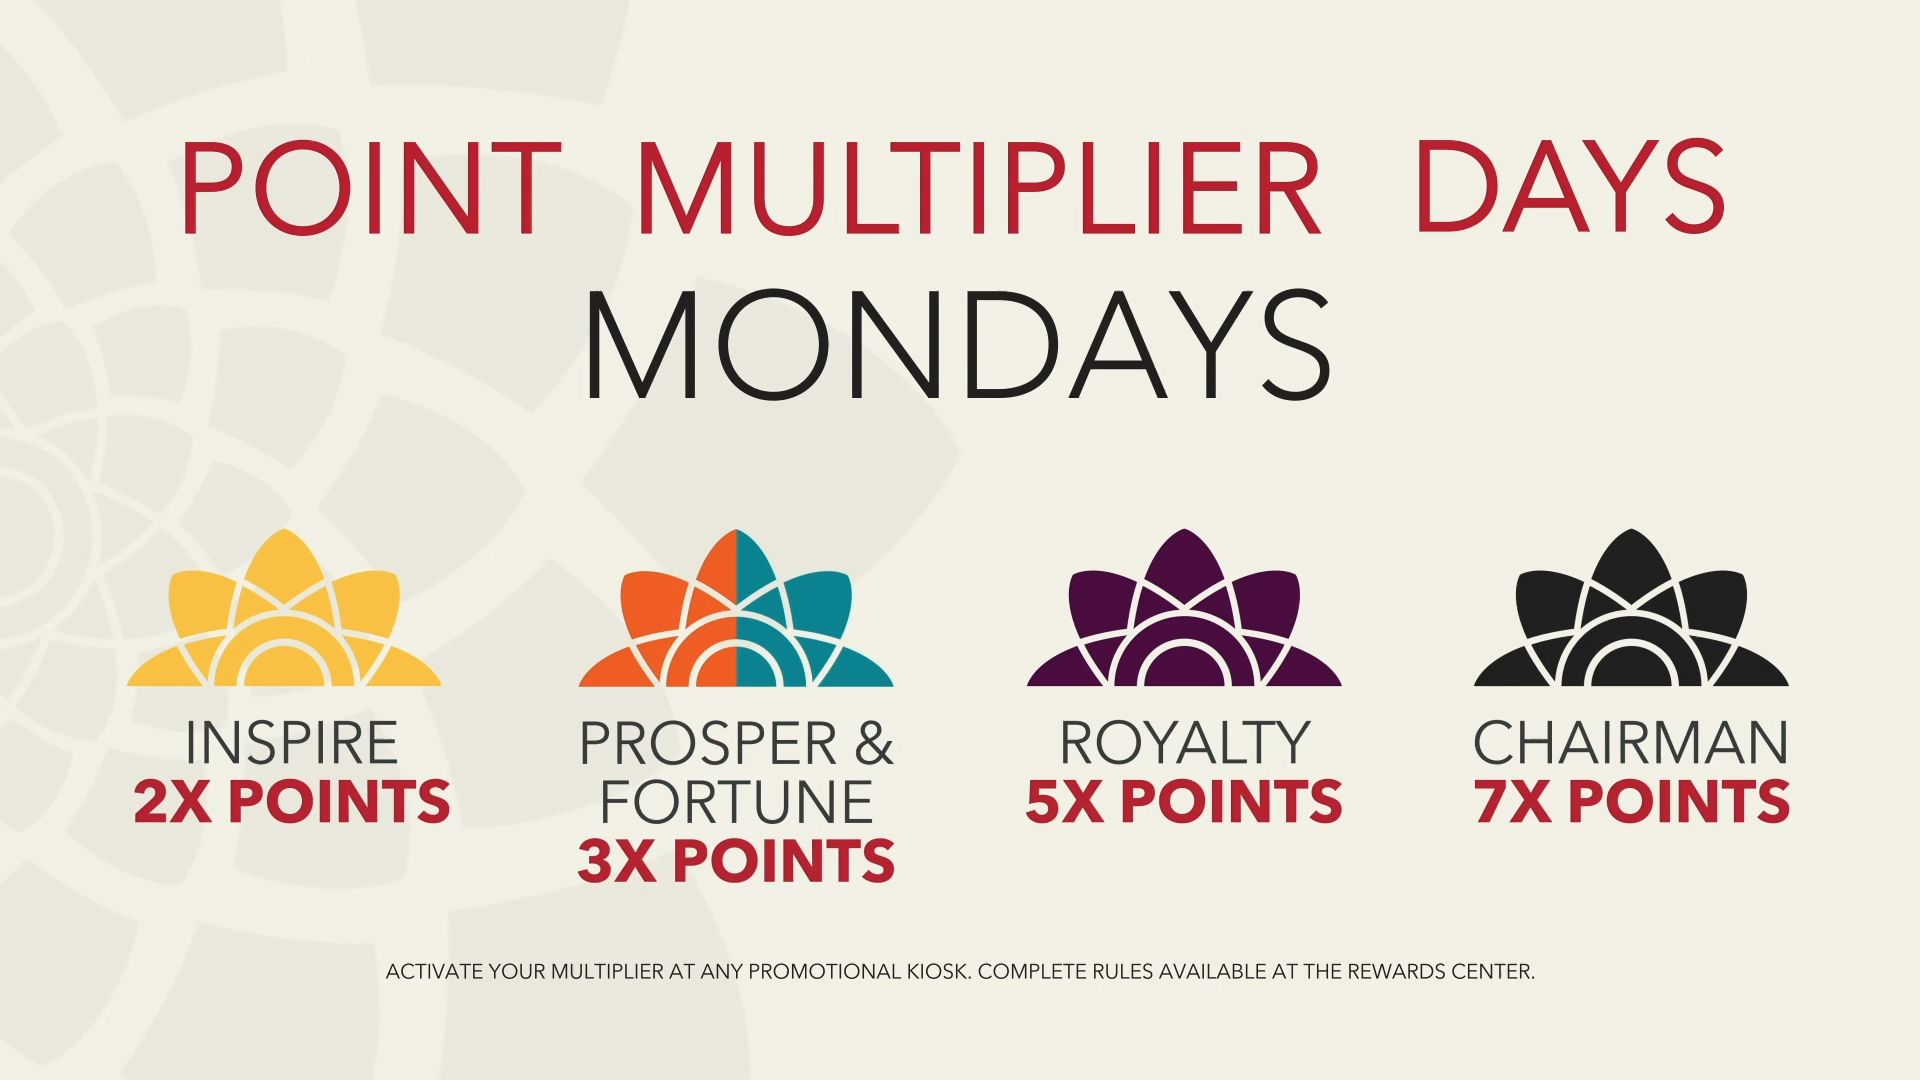 POINT MULTIPLIER DAYS
MONDAYS
INSPIRE
2X POINTS
PROSPER &
FORTUNE
3X POINTS
ROYALTY
5X POINTS
CHAIRMAN
7X POINTS
ACTIVATE YOUR MULTIPLIER AT ANY PROMOTIONAL KIOSK. COMPLETE RULES AVAILABLE AT THE REWARDS CENTER.